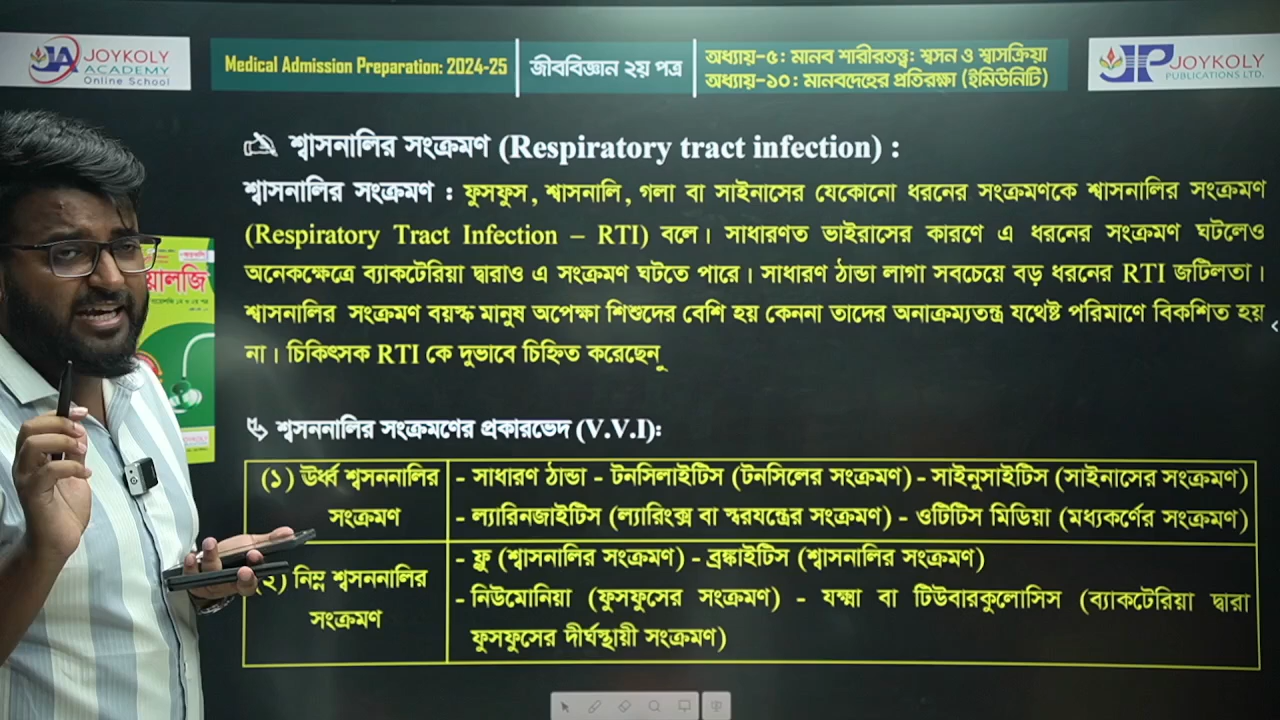 JA JOYKOLY
ACADEMY
Online School
Medical Admission Preparation: 2024-25
জীববিজ্ঞান ২য় পত্র
অধ্যায়-৫: মানব শারীরতত্ত্ব: শ্বসন ও শ্বাসক্রিয়া
অধ্যায়-১০: মানবদেহের প্রতিরক্ষা (ইমিউনিটি)
JP JOYKOLY
PUBLICATIONS LTD.
শ্বাসনালির সংক্রমণ (Respiratory tract infection) :
শ্বাসনালির সংক্রমণ : ফুসফুস, শ্বাসনালি, গলা বা সাইনাসের যেকোনো ধরনের সংক্রমণকে শ্বাসনালির সংক্রমণ
(Respiratory Tract Infection – RTI) বলে। সাধারণত ভাইরাসের কারণে এ ধরনের সংক্রমণ ঘটলেও
অনেকক্ষেত্রে ব্যাকটেরিয়া দ্বারাও এ সংক্রমণ ঘটতে পারে। সাধারণ ঠান্ডা লাগা সবচেয়ে বড় ধরনের RTI জটিলতা।
শ্বাসনালির সংক্রমণ বয়স্ক মানুষ অপেক্ষা শিশুদের বেশি হয় কেননা তাদের অনাক্রম্যতন্ত্র যথেষ্ট পরিমাণে বিকশিত হয়
না। চিকিৎসক RTI কে দুভাবে চিহ্নিত করেছেন্
শ্বসননালির সংক্রমণের প্রকারভেদ (V.V.I):
(১) ঊর্ধ্ব শ্বসননালির
সংক্রমণ
- সাধারণ ঠান্ডা - টনসিলাইটিস (টনসিলের সংক্রমণ) - সাইনুসাইটিস (সাইনাসের সংক্রমণ)
- ল্যারিনজাইটিস (ল্যারিংক্স বা স্বরযন্ত্রের সংক্রমণ) - ওটিটিস মিডিয়া (মধ্যকর্ণের সংক্রমণ)
২) নিম্ন শ্বসননালির
সংক্রমণ
- ফ্লু (শ্বাসনালির সংক্রমণ) - ব্রঙ্কাইটিস (শ্বাসনালির সংক্রমণ)
- নিউমোনিয়া (ফুসফুসের সংক্রমণ) - যক্ষ্মা বা টিউবারকুলোসিস (ব্যাকটেরিয়া দ্বারা
ফুসফুসের দীর্ঘস্থায়ী সংক্রমণ)